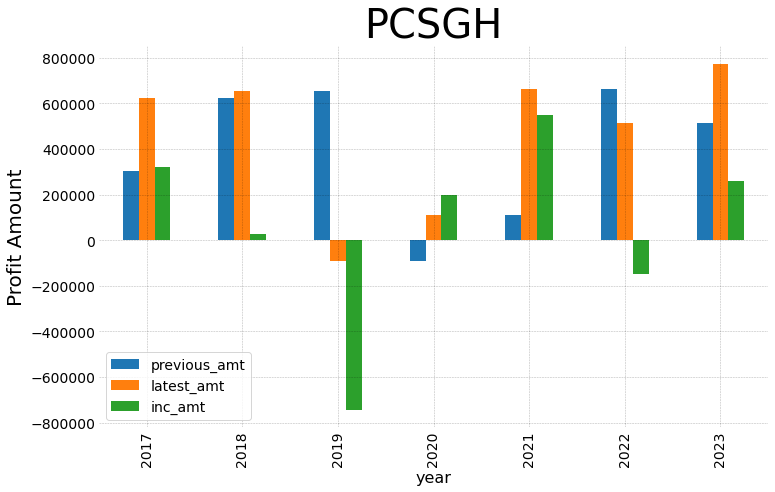 PCSGH
Profit Amount
800000
600000
400000
200000
0
−200000
−400000
−600000
−800000
previous_amt
latest_amt
inc_amt
2017
2018
2019
2020
2021
2022
2023
year